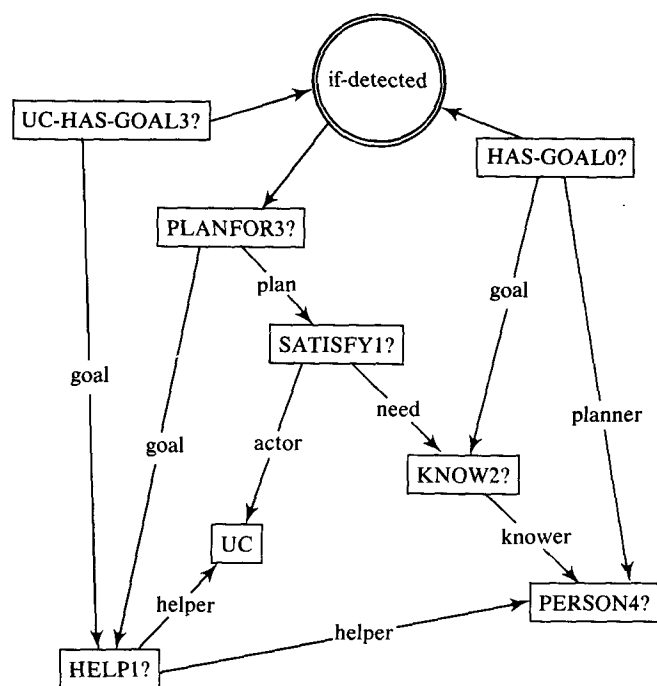 if-detected
UC-HAS-GOAL3?
HAS-GOAL0?
PLANFOR3?
plan
goal
SATISFY1?
goal
need
planner
goal
actor
KNOW2?
UC
knower
helper
PERSON4?
helper
HELP1?